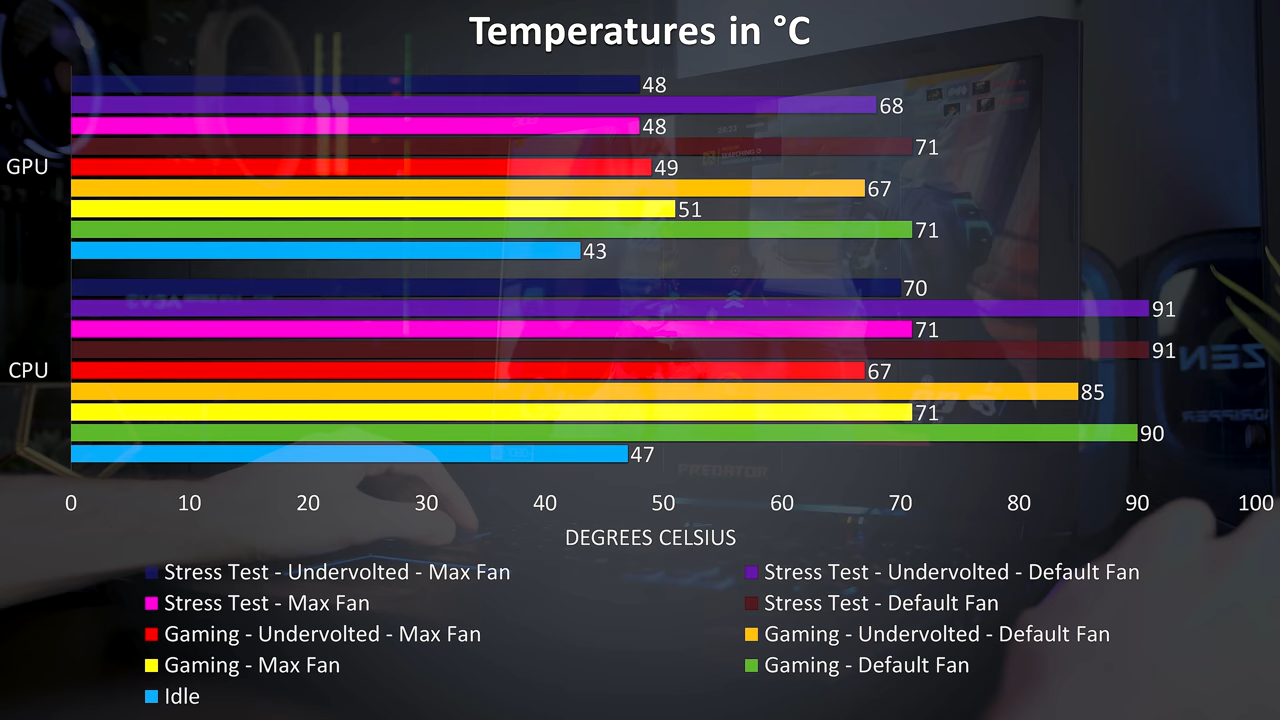 Temperatures in °C
48
68
48
71
GPU
49
67
51
71
43
70
91
71
91
CPU
67
85
71
90
47
PREDATOR
0 10 20 30 40 50 60 70 80 90 100
DEGREES CELSIUS
Stress Test - Undervolted - Max Fan
Stress Test - Undervolted - Default Fan
Stress Test - Max Fan
Stress Test - Default Fan
Gaming - Undervolted - Max Fan
Gaming - Undervolted - Default Fan
Gaming - Max Fan
Gaming - Default Fan
Idle